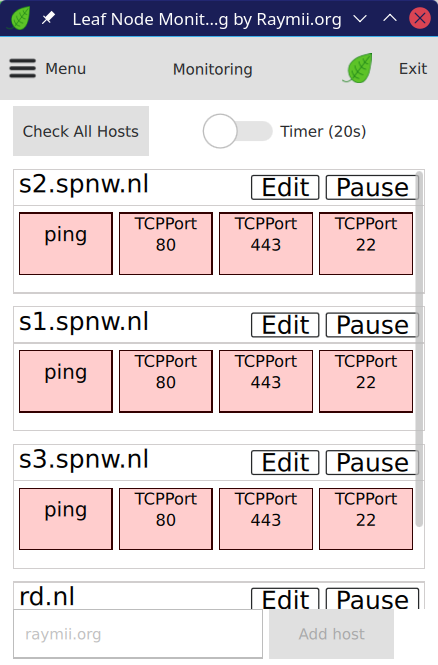 Leaf Node Monit...g by Raymii.org
Menu
Monitoring
Exit
Check All Hosts
Timer (20s)
s2.spnw.nl
Edit
Pause
ping
TCPPort
80
TCPPort
443
TCPPort
22
s1.spnw.nl
Edit
Pause
ping
TCPPort
80
TCPPort
443
TCPPort
22
s3.spnw.nl
Edit
Pause
ping
TCPPort
80
TCPPort
443
TCPPort
22
rd.nl
Edit
Pause
raymii.org
Add host